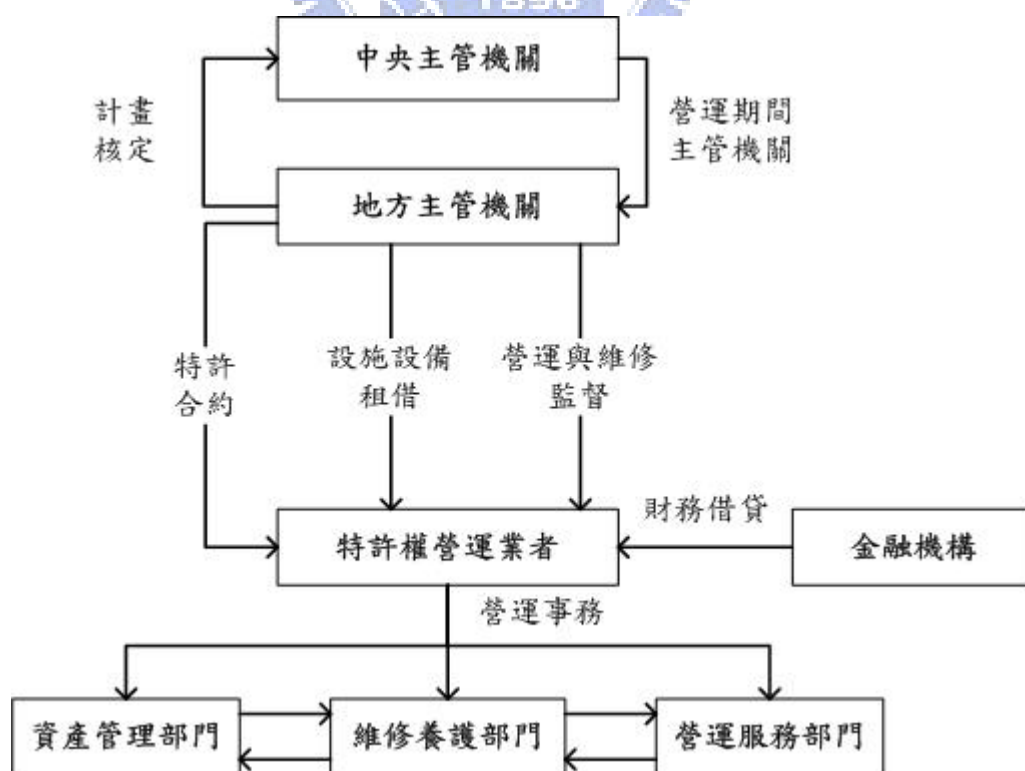 1896
中央主管機關
計畫
核定
營運期間
主管機關
地方主管機關
特許
合約
設施設備
租借
營運與維修
監督
財務借貸
特許權營運業者
金融機構
營運事務
資產管理部門
維修養護部門
營運服務部門